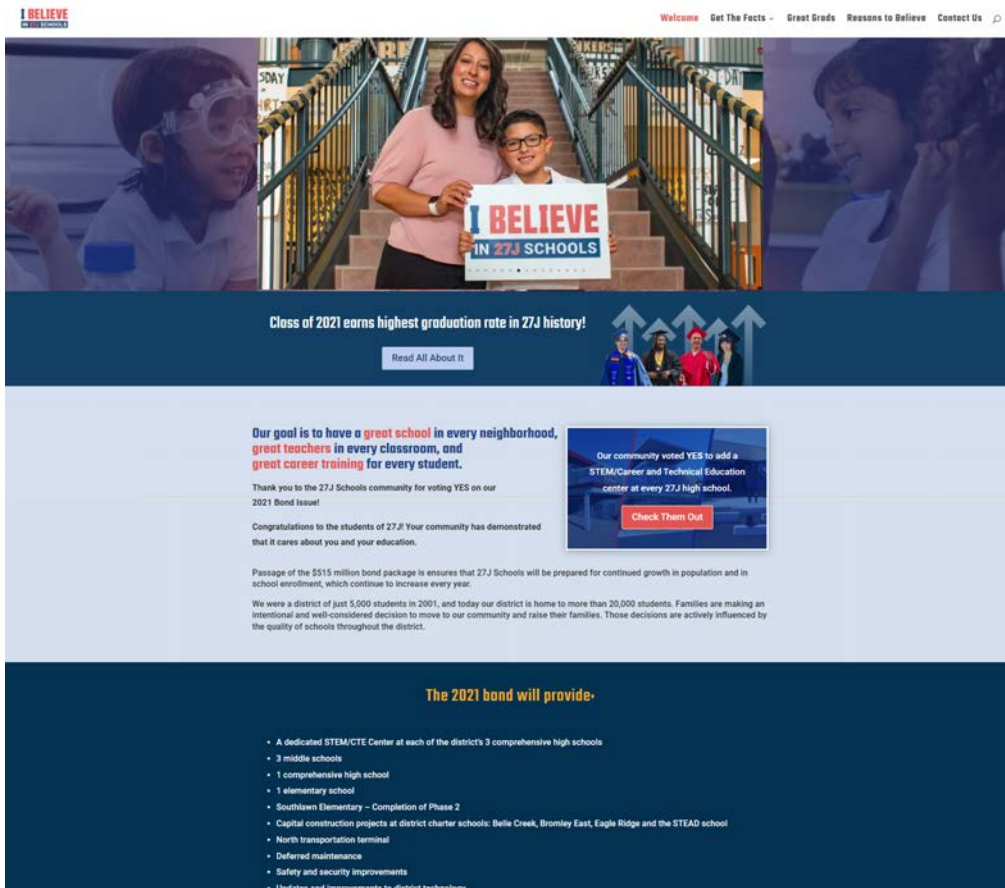 I BELIEVE
IN 27J SCHOOLS
Welcome Get The Facts Great Grads Reasons to Believe Contact Us
I BELIEVE
IN 27J SCHOOLS
Class of 2021 earns highest graduation rate in 27J history!
Read All About It
Our goal is to have a great school in every neighborhood,
great teachers in every classroom, and
great career training for every student.
Thank you to the 27J Schools community for voting YES on our
2021 Bond Issue!
Congratulations to the students of 27J! Your community has demonstrated
that it cares about you and your education.
Our community voted YES to add a
STEM/Career and Technical Education
center at every 27J high school.
Check Them Out
Passage of the $515 million bond package is ensures that 27J Schools will be prepared for continued growth in population and in
school enrollment, which continue to increase every year.
We were a district of just 5,000 students in 2001, and today our district is home to more than 20,000 students. Families are making an
intentional and well-considered decision to move to our community and raise their families. Those decisions are actively influenced by
the quality of schools throughout the district.
The 2021 bond will provide:
• A dedicated STEM/CTE Center at each of the district's 3 comprehensive high schools
• 3 middle schools
• 1 comprehensive high school
• 1 elementary school
• Southlawn Elementary – Completion of Phase 2
• Capital construction projects at district charter schools: Belle Creek, Bromley East, Eagle Ridge and the STEAD school
• North transportation terminal
• Deferred maintenance
• Safety and security improvements
• Updates and improvements to district technology